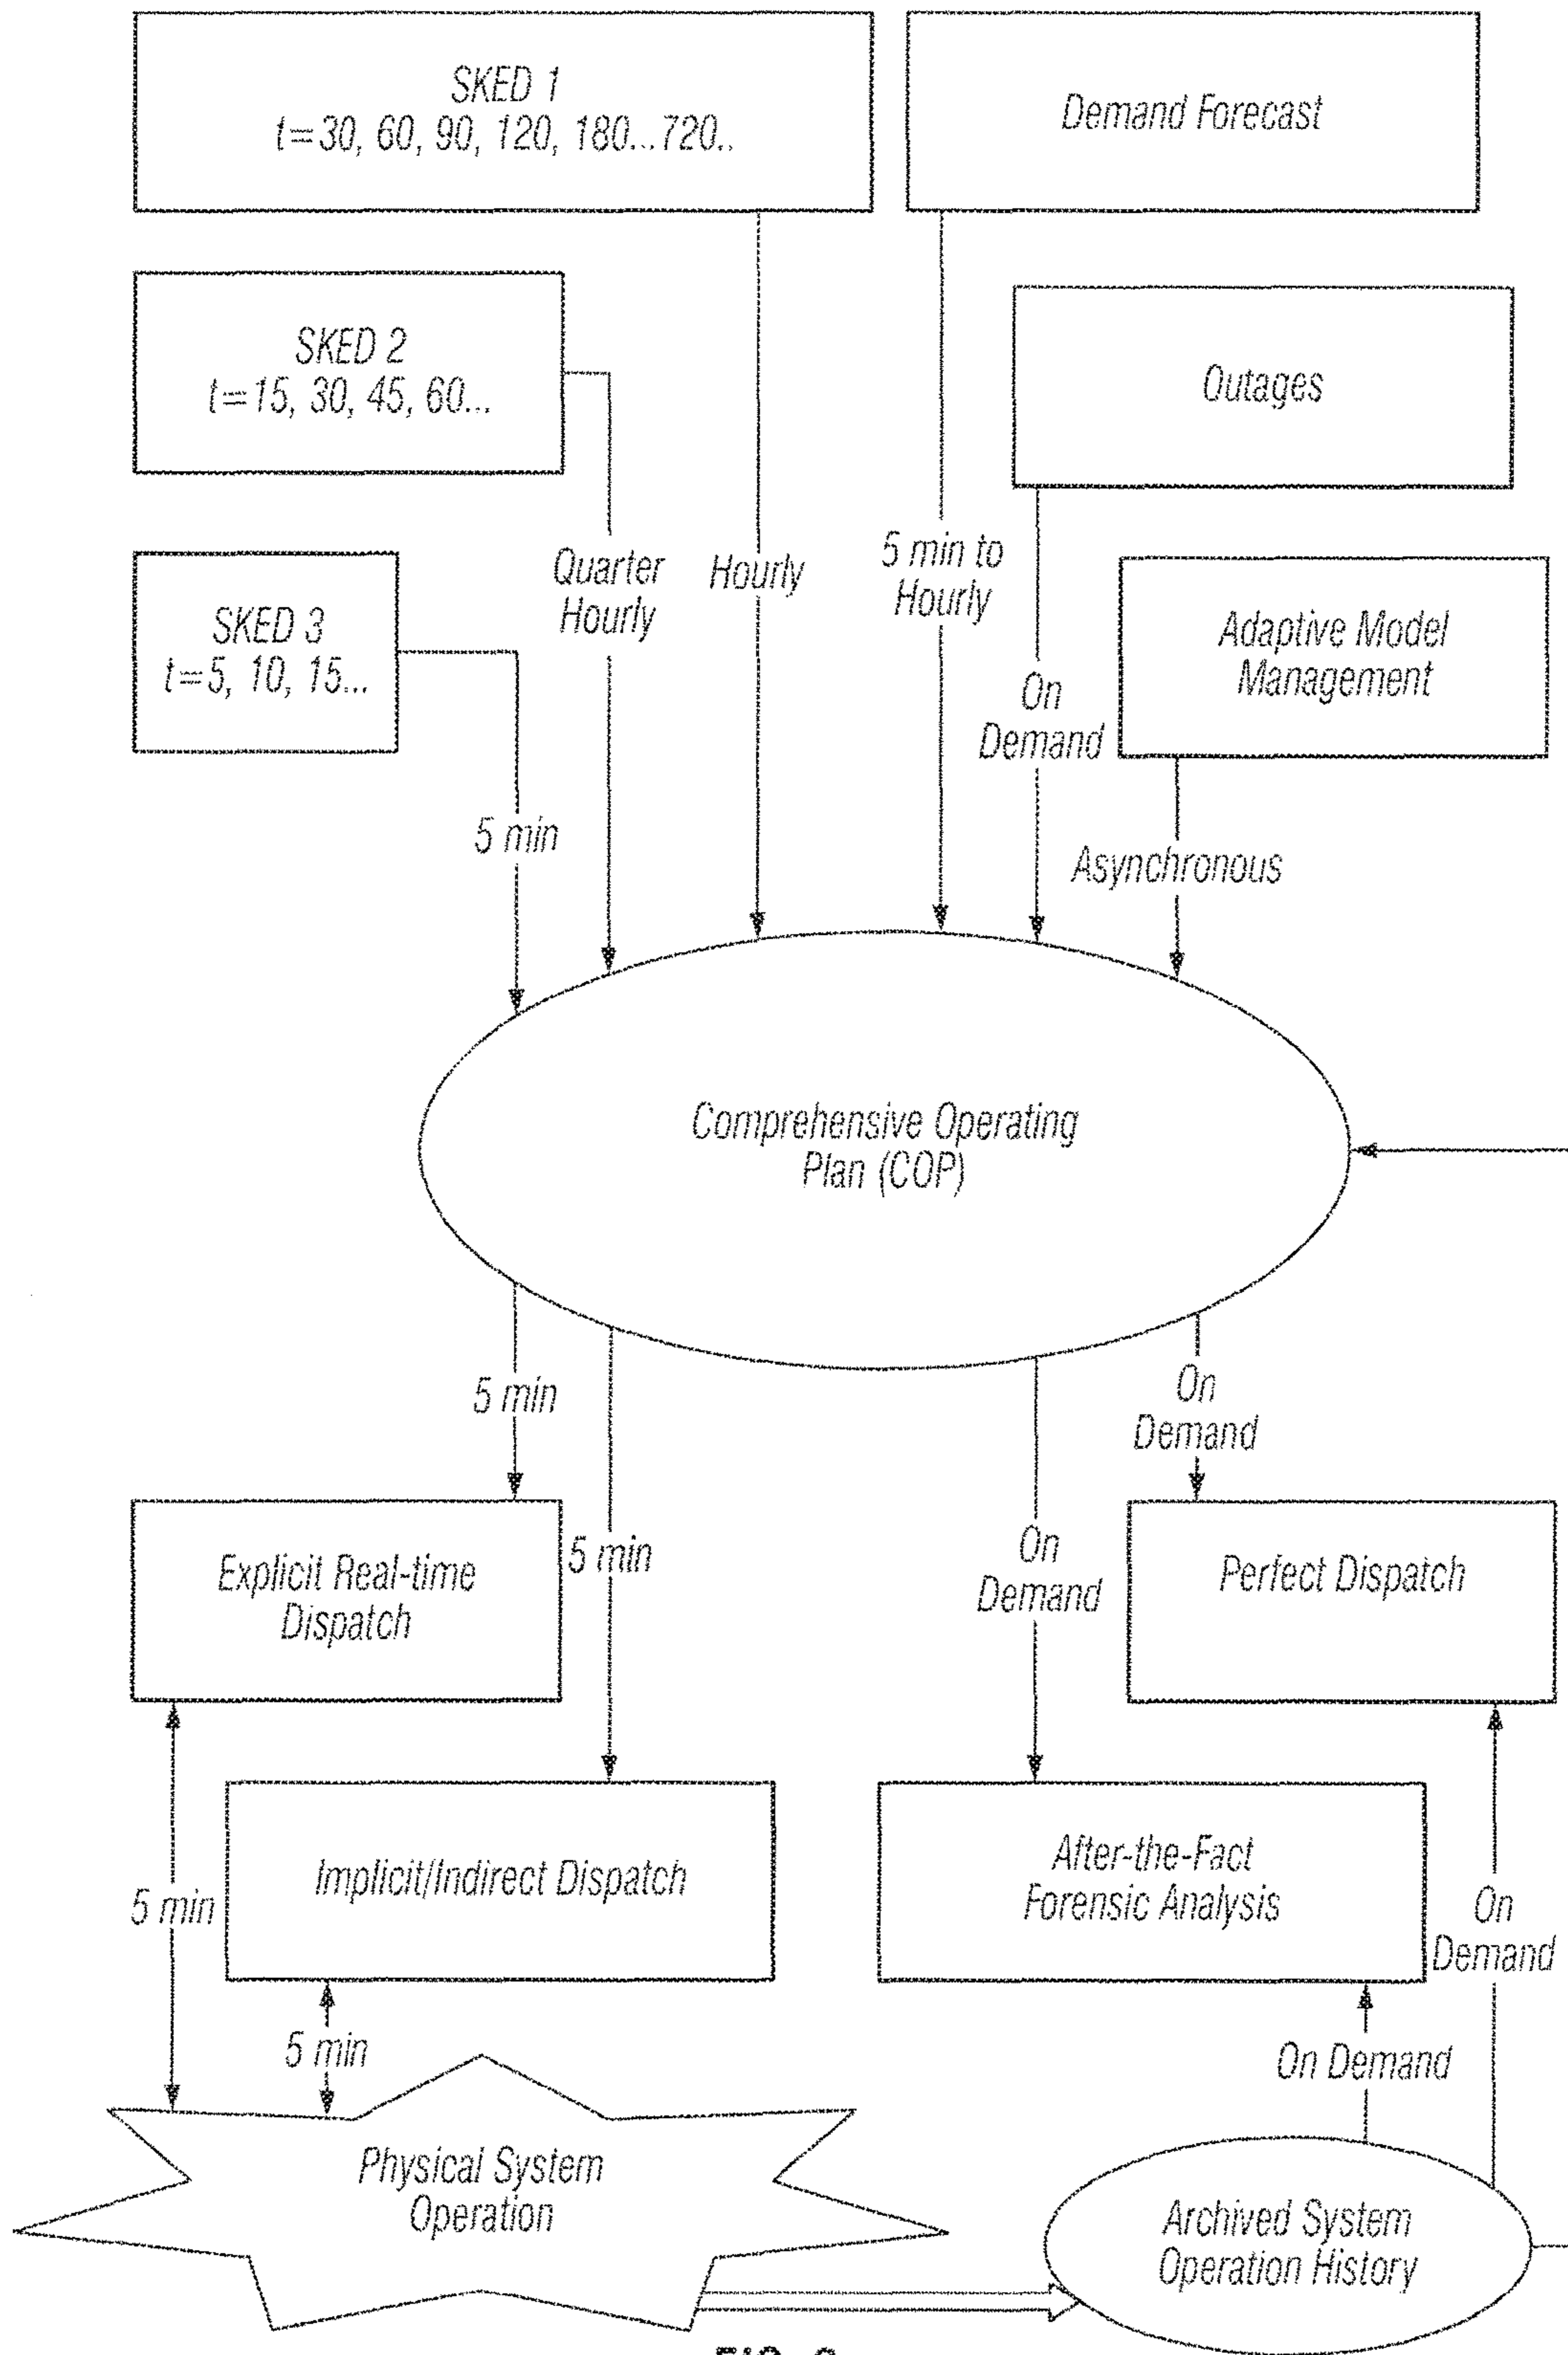 SKED 1
t=30, 60, 90, 120, 180...720..
Demand Forecast
SKED 2
t=15, 30, 45, 60...
Outages
SKED 3
t=5, 10, 15...
Quarter
Hourly
Hourly
5 min to
Hourly
On
Demand
Adaptive Model
Management
5 min
Asynchronous
Comprehensive Operating
Plan (COP)
5 min
On
Demand
Explicit Real-time
Dispatch
5 min
On
Demand
Perfect Dispatch
5 min
Implicit/Indirect Dispatch
After-the-Fact
Forensic Analysis
On
Demand
5 min
On Demand
Physical System
Operation
Archived System
Operation History